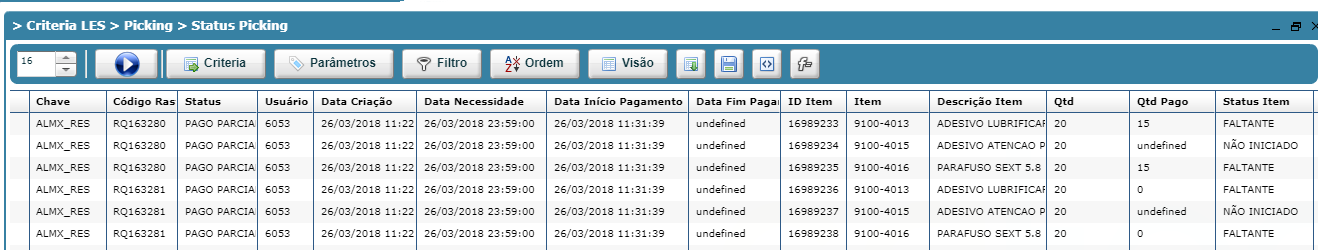 > Criteria LES > Picking > Status Picking
16 Criteria Parâmetros Filtro Ordem Visão
Chave Código Ras Status Usuário Data Criação Data Necessidade Data Início Pagamento Data Fim Pagar ID Item Item Descrição Item Qtd Qtd Pago Status Item
ALMX_RES RQ163280 PAGO PARCIA 6053 26/03/2018 11:22 26/03/2018 23:59:00 26/03/2018 11:31:39 undefined 16989233 9100-4013 ADESIVO LUBRIFICAR 20 15 FALTANTE
ALMX_RES RQ163280 PAGO PARCIA 6053 26/03/2018 11:22 26/03/2018 23:59:00 26/03/2018 11:31:39 undefined 16989234 9100-4015 ADESIVO ATENCAO P 20 undefined NÃO INICIADO
ALMX_RES RQ163280 PAGO PARCIA 6053 26/03/2018 11:22 26/03/2018 23:59:00 26/03/2018 11:31:39 undefined 16989235 9100-4016 PARAFUSO SEXT 5.8 20 15 FALTANTE
ALMX_RES RQ163281 PAGO PARCIA 6053 26/03/2018 11:22 26/03/2018 23:59:00 26/03/2018 11:31:39 undefined 16989236 9100-4013 ADESIVO LUBRIFICAR 20 0 FALTANTE
ALMX_RES RQ163281 PAGO PARCIA 6053 26/03/2018 11:22 26/03/2018 23:59:00 26/03/2018 11:31:39 undefined 16989237 9100-4015 ADESIVO ATENCAO P 20 undefined NÃO INICIADO
ALMX_RES RQ163281 PAGO PARCIA 6053 26/03/2018 11:22 26/03/2018 23:59:00 26/03/2018 11:31:39 undefined 16989238 9100-4016 PARAFUSO SEXT 5.8 20 0 FALTANTE